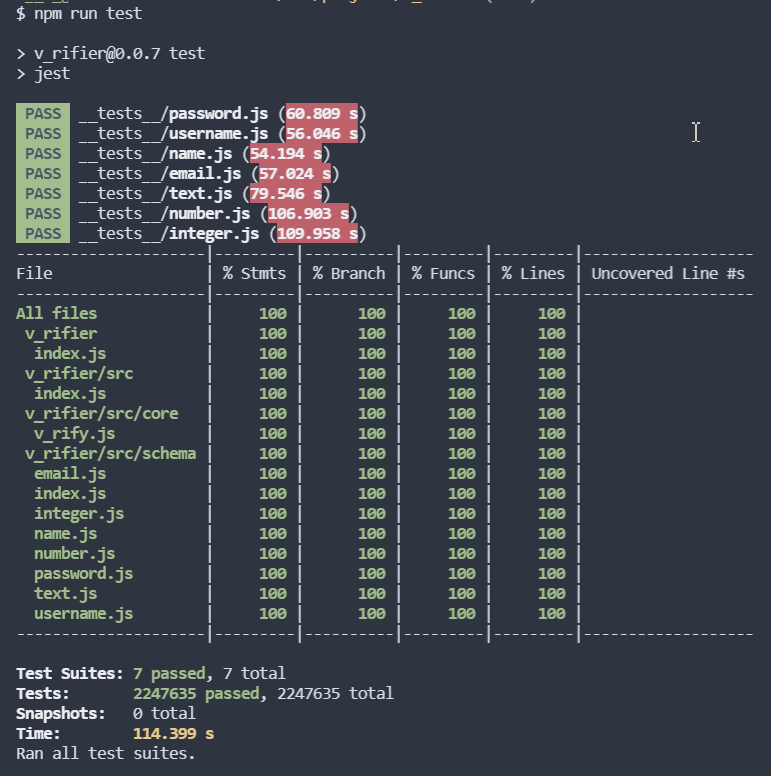 $ npm run test
> v_rifier@0.0.7 test
> jest
PASS __tests__/password.js (60.809 s)
PASS __tests__/username.js (56.046 s)
PASS __tests__/name.js (54.194 s)
PASS __tests__/email.js (57.024 s)
PASS __tests__/text.js (79.546 s)
PASS __tests__/number.js (106.903 s)
PASS __tests__/integer.js (109.958 s)
--------------------|---------|----------|---------|---------|-------------------
File | % Stmts | % Branch | % Funcs | % Lines | Uncovered Line #s
--------------------|---------|----------|---------|---------|-------------------
All files | 100 | 100 | 100 | 100 |
v_rifier | 100 | 100 | 100 | 100 |
index.js | 100 | 100 | 100 | 100 |
v_rifier/src | 100 | 100 | 100 | 100 |
index.js | 100 | 100 | 100 | 100 |
v_rifier/src/core | 100 | 100 | 100 | 100 |
v_rify.js | 100 | 100 | 100 | 100 |
v_rifier/src/schema | 100 | 100 | 100 | 100 |
email.js | 100 | 100 | 100 | 100 |
index.js | 100 | 100 | 100 | 100 |
integer.js | 100 | 100 | 100 | 100 |
name.js | 100 | 100 | 100 | 100 |
number.js | 100 | 100 | 100 | 100 |
password.js | 100 | 100 | 100 | 100 |
text.js | 100 | 100 | 100 | 100 |
username.js | 100 | 100 | 100 | 100 |
--------------------|---------|----------|---------|---------|-------------------
Test Suites: 7 passed, 7 total
Tests: 2247635 passed, 2247635 total
Snapshots: 0 total
Time: 114.399 s
Ran all test suites.